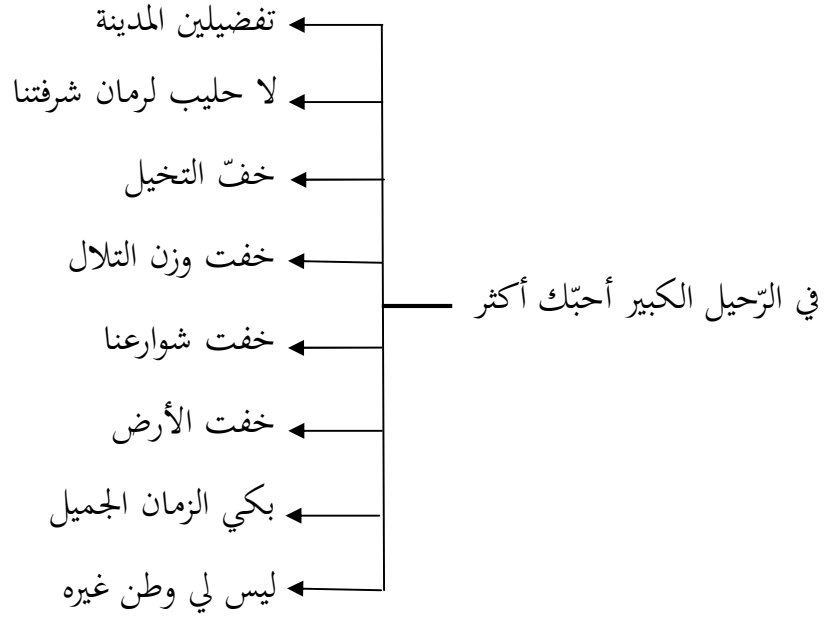 في الرّحيل الكبير أحبّك أكثر
تفضيلين المدينة
لا حليب لرمان شرفتنا
خفّ التخيل
خفت وزن التلال
خفت شوارعنا
خفت الأرض
بكي الزمان الجميل
ليس لي وطن غيره